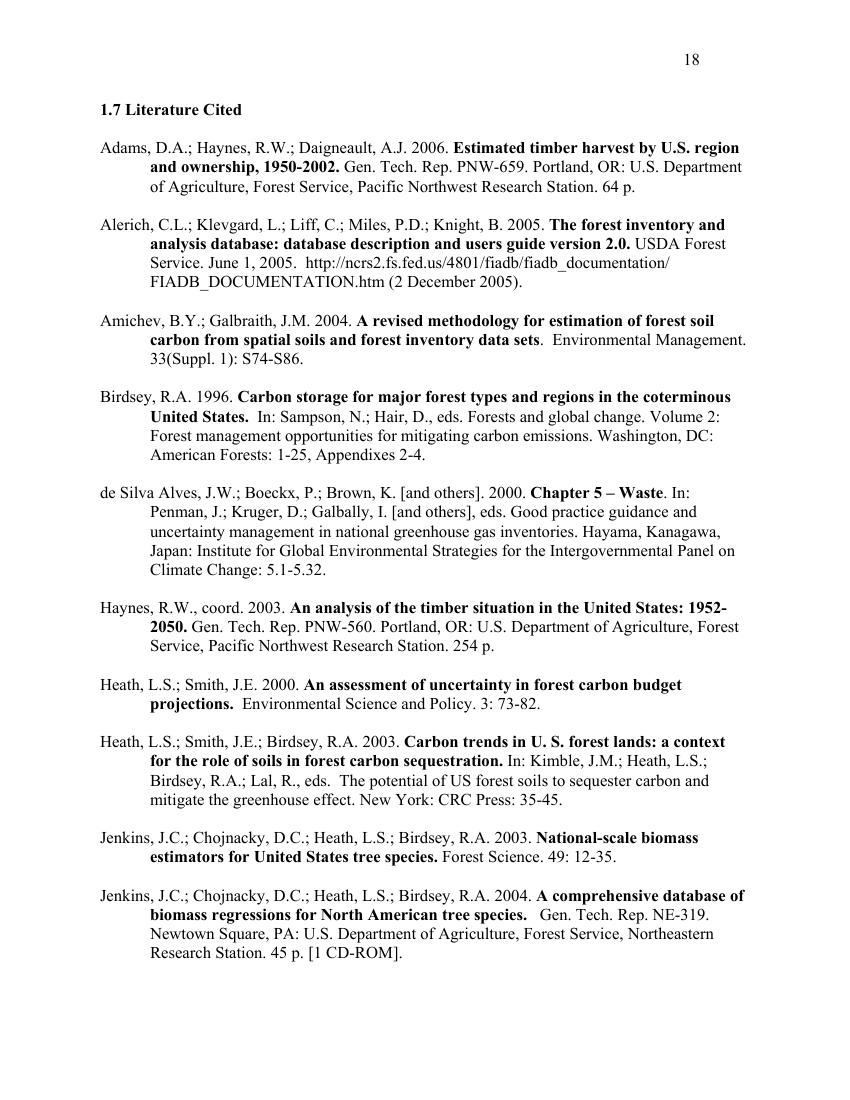 18
1.7 Literature Cited
Adams, D.A.; Haynes, R.W.; Daigneault, A.J. 2006. Estimated timber harvest by U.S. region
and ownership, 1950-2002. Gen. Tech. Rep. PNW-659. Portland, OR: U.S. Department
of Agriculture, Forest Service, Pacific Northwest Research Station. 64 p.
Alerich, C.L.; Klevgard, L.; Liff, C.; Miles, P.D.; Knight, B. 2005. The forest inventory and
analysis database: database description and users guide version 2.0. USDA Forest
Service. June 1, 2005.  http://ncrs2.fs.fed.us/4801/fiadb/fiadb_documentation/
FIADB_DOCUMENTATION.htm (2 December 2005).
Amichev, B.Y.; Galbraith, J.M. 2004. A revised methodology for estimation of forest soil
carbon from spatial soils and forest inventory data sets.  Environmental Management.
33(Suppl. 1): S74-S86.
Birdsey, R.A. 1996. Carbon storage for major forest types and regions in the coterminous
United States.  In: Sampson, N.; Hair, D., eds. Forests and global change. Volume 2:
Forest management opportunities for mitigating carbon emissions. Washington, DC:
American Forests: 1-25, Appendixes 2-4.
de Silva Alves, J.W.; Boeckx, P.; Brown, K. [and others]. 2000. Chapter 5 – Waste. In:
Penman, J.; Kruger, D.; Galbally, I. [and others], eds. Good practice guidance and
uncertainty management in national greenhouse gas inventories. Hayama, Kanagawa,
Japan: Institute for Global Environmental Strategies for the Intergovernmental Panel on
Climate Change: 5.1-5.32.
Haynes, R.W., coord. 2003. An analysis of the timber situation in the United States: 1952-
2050. Gen. Tech. Rep. PNW-560. Portland, OR: U.S. Department of Agriculture, Forest
Service, Pacific Northwest Research Station. 254 p.
Heath, L.S.; Smith, J.E. 2000. An assessment of uncertainty in forest carbon budget
projections.  Environmental Science and Policy. 3: 73-82.
Heath, L.S.; Smith, J.E.; Birdsey, R.A. 2003. Carbon trends in U. S. forest lands: a context
for the role of soils in forest carbon sequestration. In: Kimble, J.M.; Heath, L.S.;
Birdsey, R.A.; Lal, R., eds.  The potential of US forest soils to sequester carbon and
mitigate the greenhouse effect. New York: CRC Press: 35-45.
Jenkins, J.C.; Chojnacky, D.C.; Heath, L.S.; Birdsey, R.A. 2003. National-scale biomass
estimators for United States tree species. Forest Science. 49: 12-35.
Jenkins, J.C.; Chojnacky, D.C.; Heath, L.S.; Birdsey, R.A. 2004. A comprehensive database of
biomass regressions for North American tree species.   Gen. Tech. Rep. NE-319.
Newtown Square, PA: U.S. Department of Agriculture, Forest Service, Northeastern
Research Station. 45 p. [1 CD-ROM].